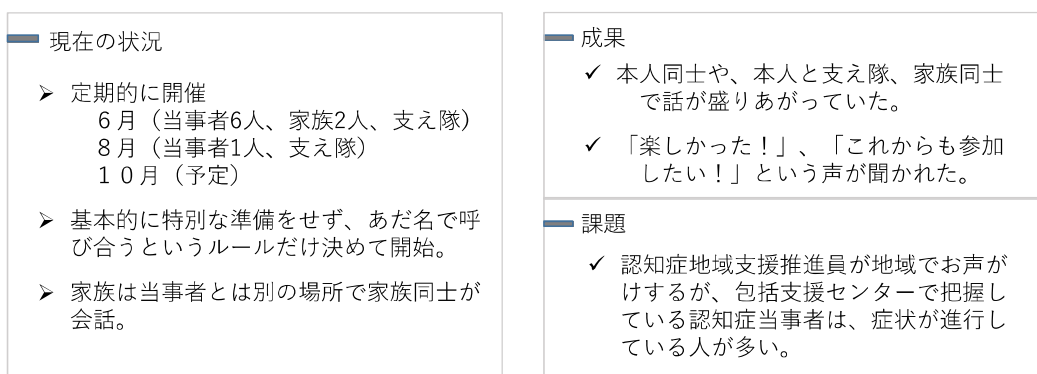 現在の状況
➢ 定期的に開催
６月（当事者6人、家族2人、支え隊）
８月（当事者1人、支え隊）
１０月（予定）
➢ 基本的に特別な準備をせず、あだ名で呼
び合うというルールだけ決めて開始。
➢ 家族は当事者とは別の場所で家族同士が
会話。
成果
✓ 本人同士や、本人と支え隊、家族同士
で話が盛りあがっていた。
✓ 「楽しかった！」、「これからも参加
したい！」という声が聞かれた。
課題
✓ 認知症地域支援推進員が地域でお声が
けするが、包括支援センターで把握し
ている認知症当事者は、症状が進行し
ている人が多い。